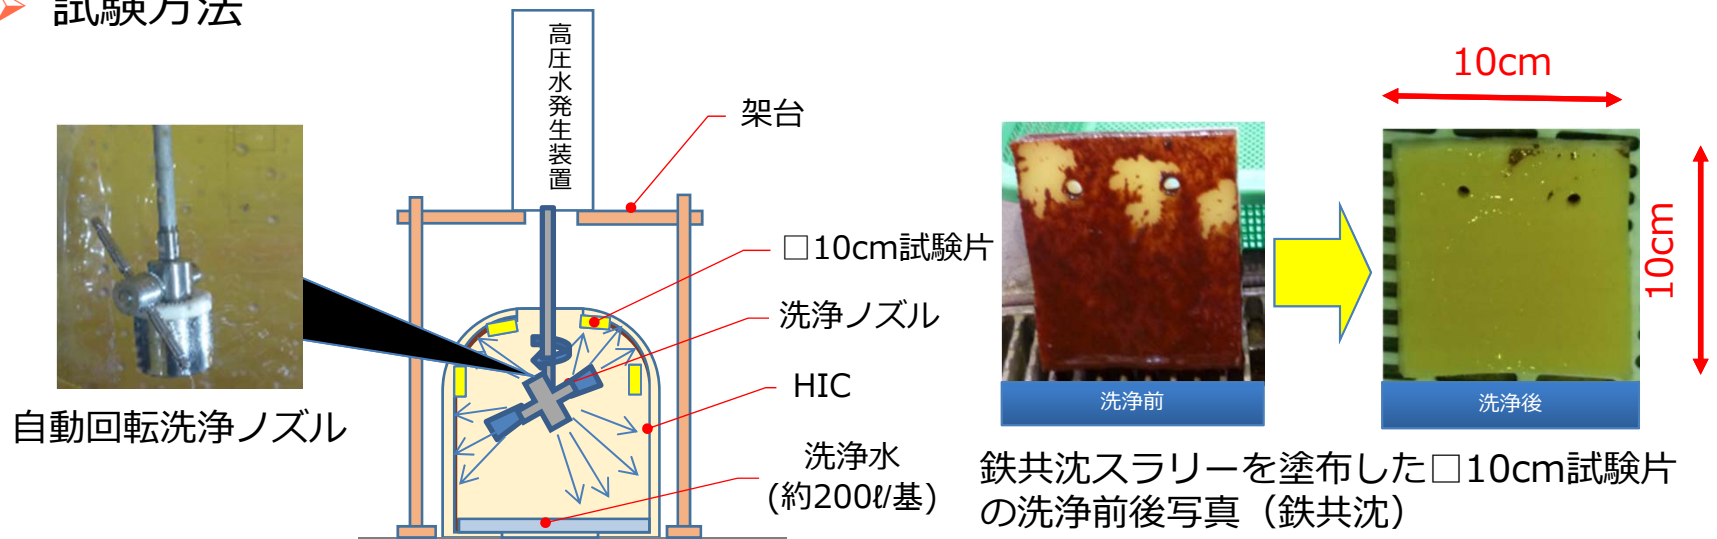 試験方法
高圧水発生装置
架台
□10cm試験片
洗浄ノズル
HIC
洗浄水
(約200ℓ/基)
自動回転洗浄ノズル
10cm
10cm
洗浄前
洗浄後
鉄共沈スラリーを塗布した□10cm試験片
の洗浄前後写真（鉄共沈）